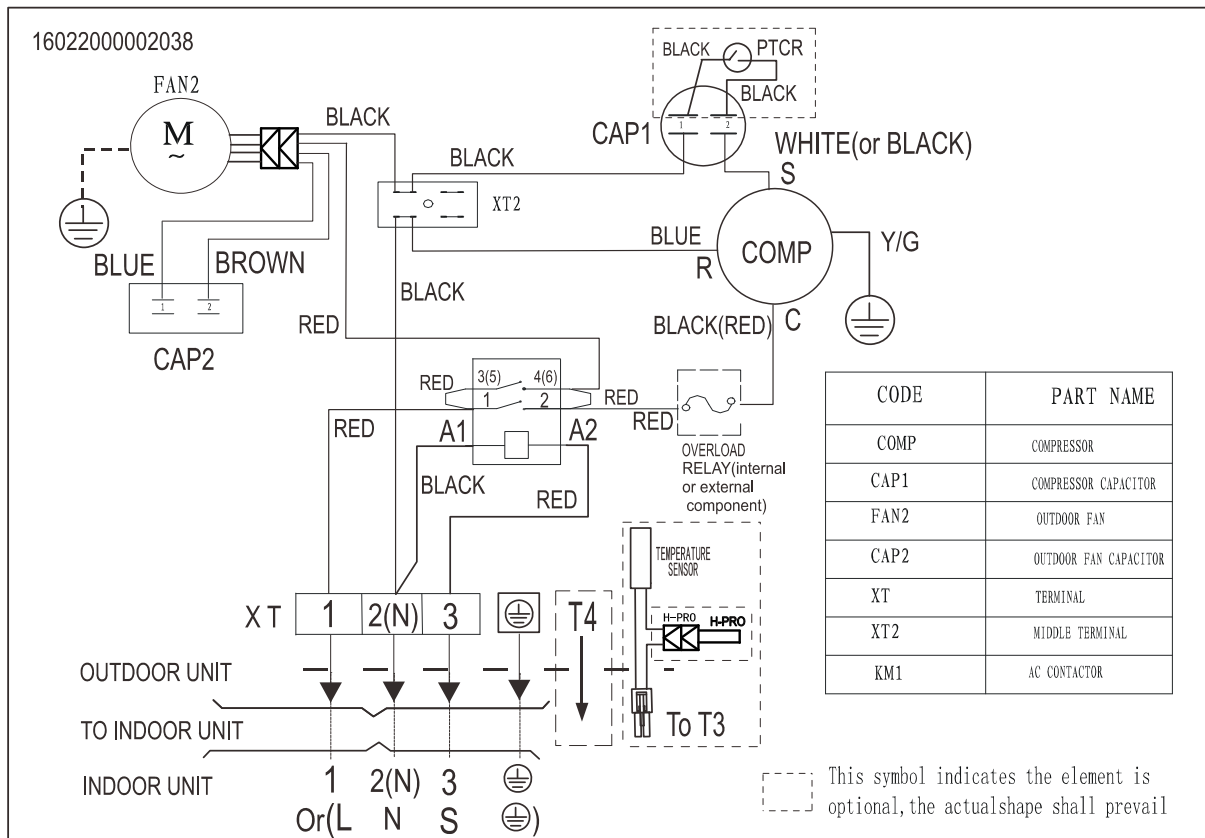 16022000002038
FAN2
M
~
BLACK
BLACK
PTCR
BLACK
CAP1
1
2
WHITE(or BLACK)
S
BLACK
XT2
BLUE
R
COMP
Y/G
BLUE
BROWN
1
2
CAP2
BLACK
RED
BLACK(RED)
C
RED
3(5)
4(6)
1
2
RED
RED
RED
A1
A2
BLACK
RED
OVERLOAD
RELAY(internal
or external
component)
CODE PART NAME
COMP COMPRESSOR
CAP1 COMPRESSOR CAPACITOR
FAN2 OUTDOOR FAN
CAP2 OUTDOOR FAN CAPACITOR
XT TERMINAL
XT2 MIDDLE TERMINAL
KM1 AC CONTACTOR
TEMPERATURE
SENSOR
H-PRO
H-PRO
To T3
T4
XT 1 2(N) 3
OUTDOOR UNIT
TO INDOOR UNIT
INDOOR UNIT
1 2(N) 3
Or(L N S )
This symbol indicates the element is
optional,the actualshape shall prevail